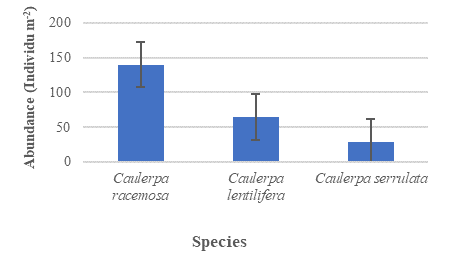 Abundance (Individu m-2)
200
150
100
50
0
Caulerpa
racemosa
Caulerpa
lentilifera
Caulerpa serrulata
Species